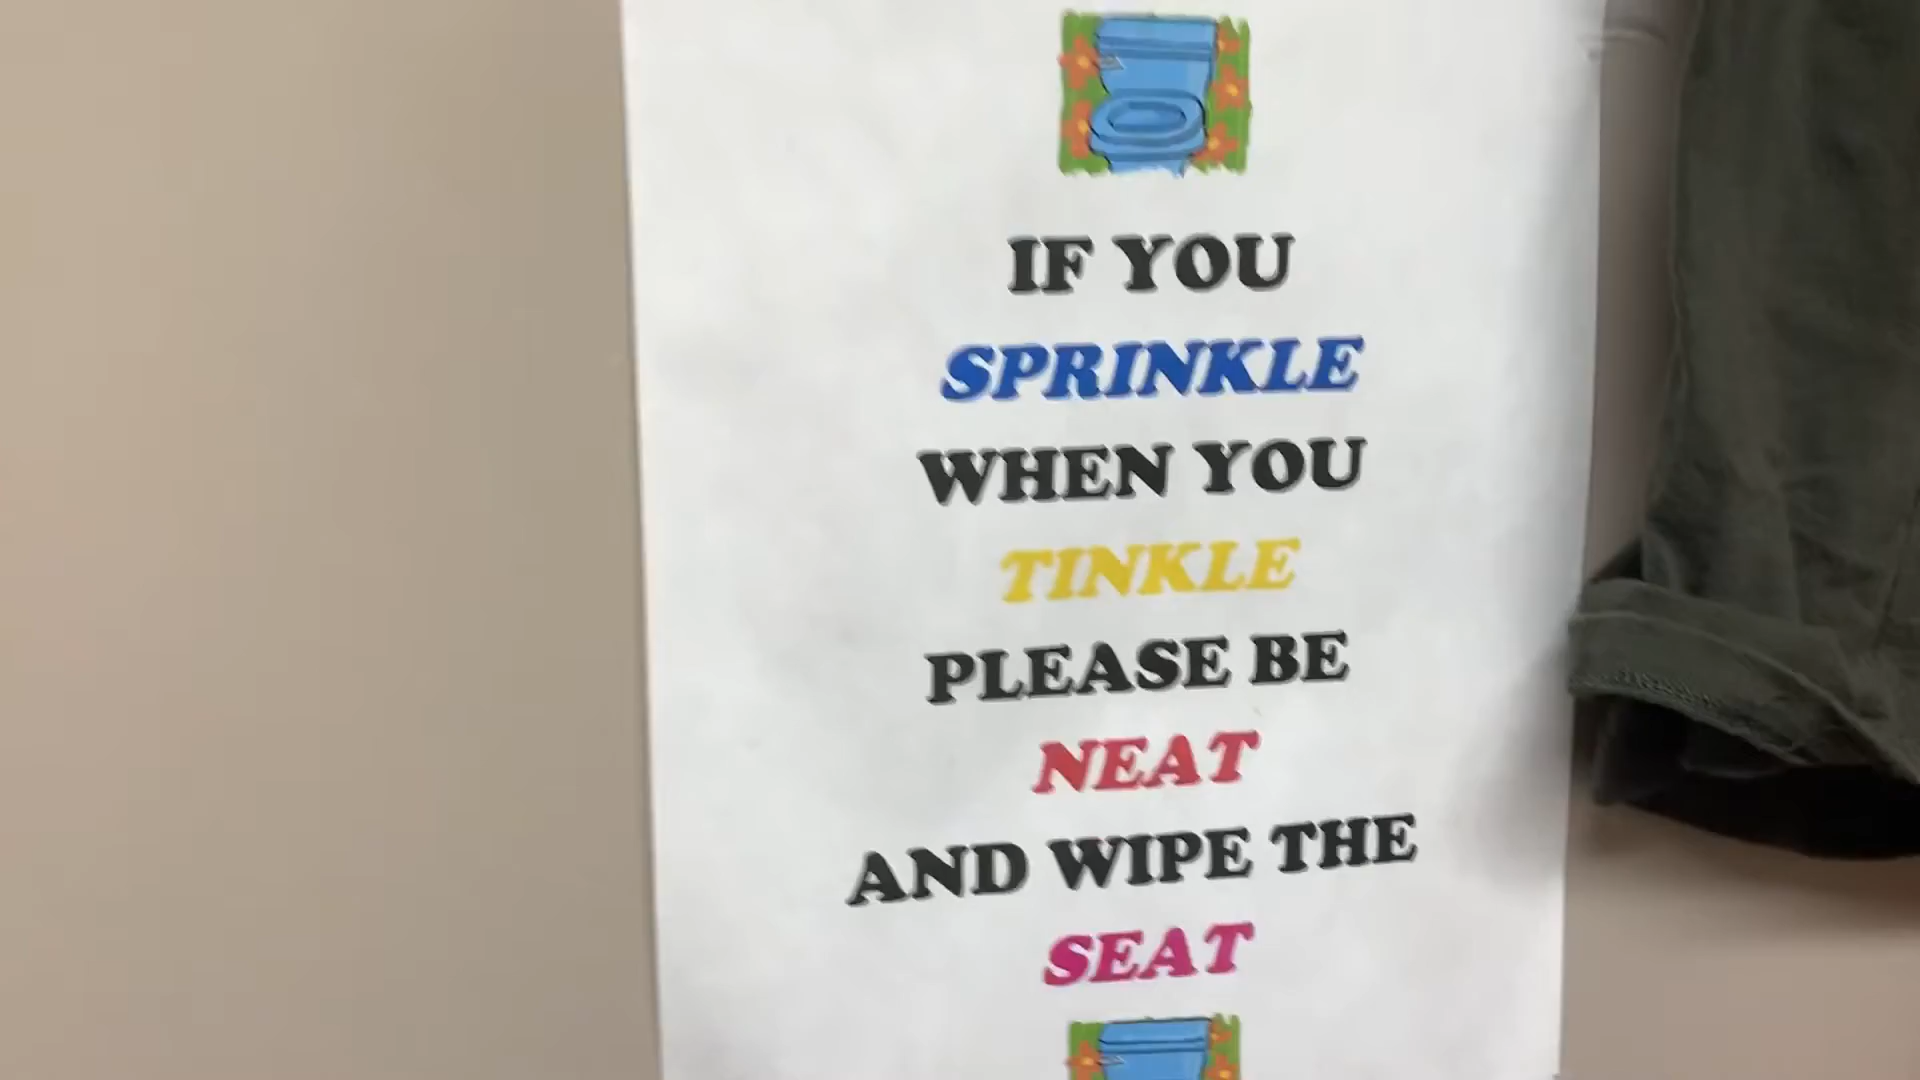 IF YOU
SPRINKLE
WHEN YOU
TINKLE
PLEASE BE
NEAT
AND WIPE THE
SEAT